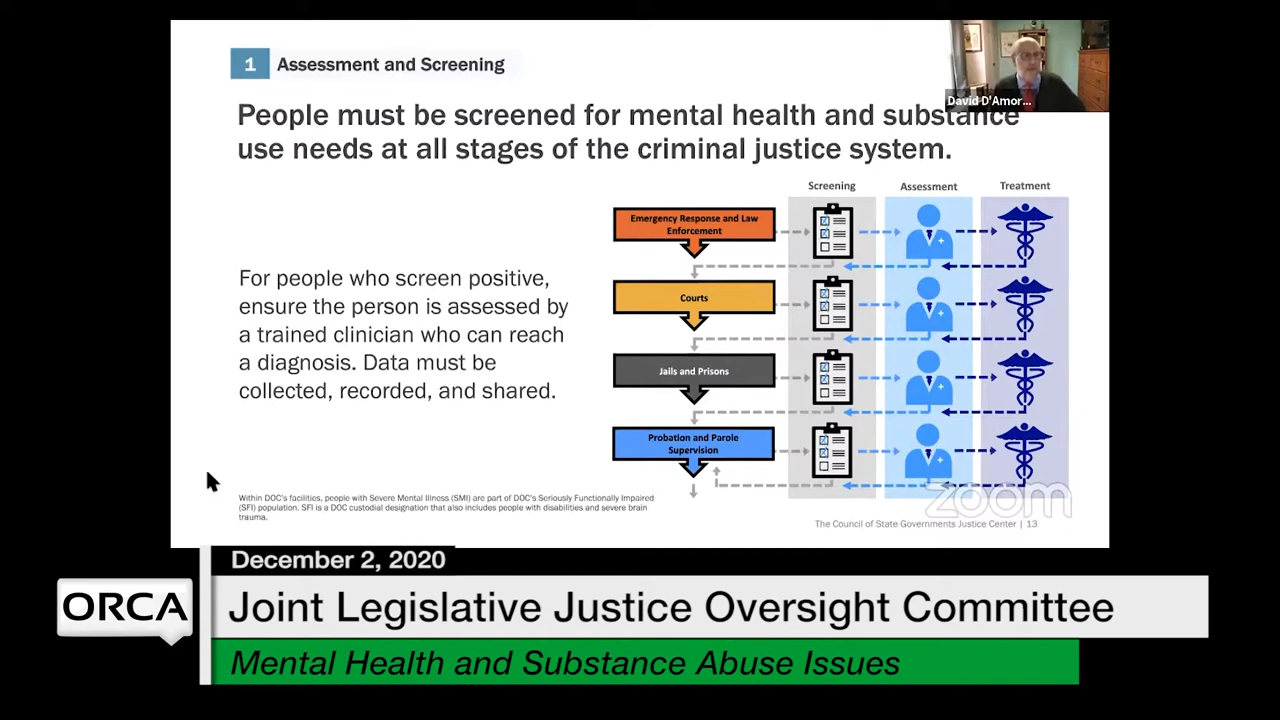 1 Assessment and Screening
David D'Amor...
People must be screened for mental health and substance
use needs at all stages of the criminal justice system.
Screening Assessment Treatment
Emergency Response and Law
Enforcement
For people who screen positive,
ensure the person is assessed by
a trained clinician who can reach
a diagnosis. Data must be
collected, recorded, and shared.
Courts
Jails and Prisons
Probation and Parole
Supervision
Within DOC's facilities, people with Severe Mental Illness (SMI) are part of DOC's Seriously Functionally Impaired
(SFI) population. SFI is a DOC custodial designation that also includes people with disabilities and severe brain
trauma.
zoom
The Council of State Governments Justice Center | 13
December 2, 2020
ORCA
Joint Legislative Justice Oversight Committee
Mental Health and Substance Abuse Issues